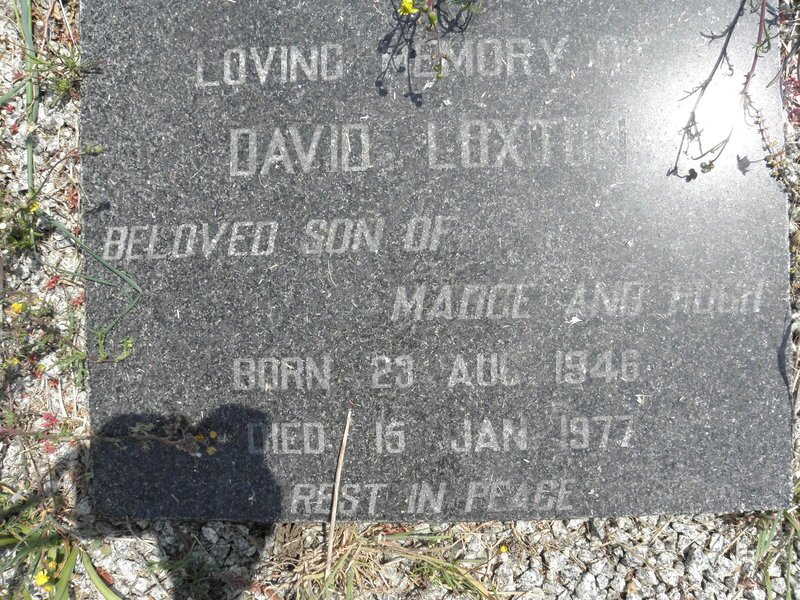 LOVING MEMORY OF
DAVID LOXTON
BELOVED SON OF
MADGE AND HUGH
BORN 23 AUG 1946
DIED 15 JAN 1977
REST IN PEACE